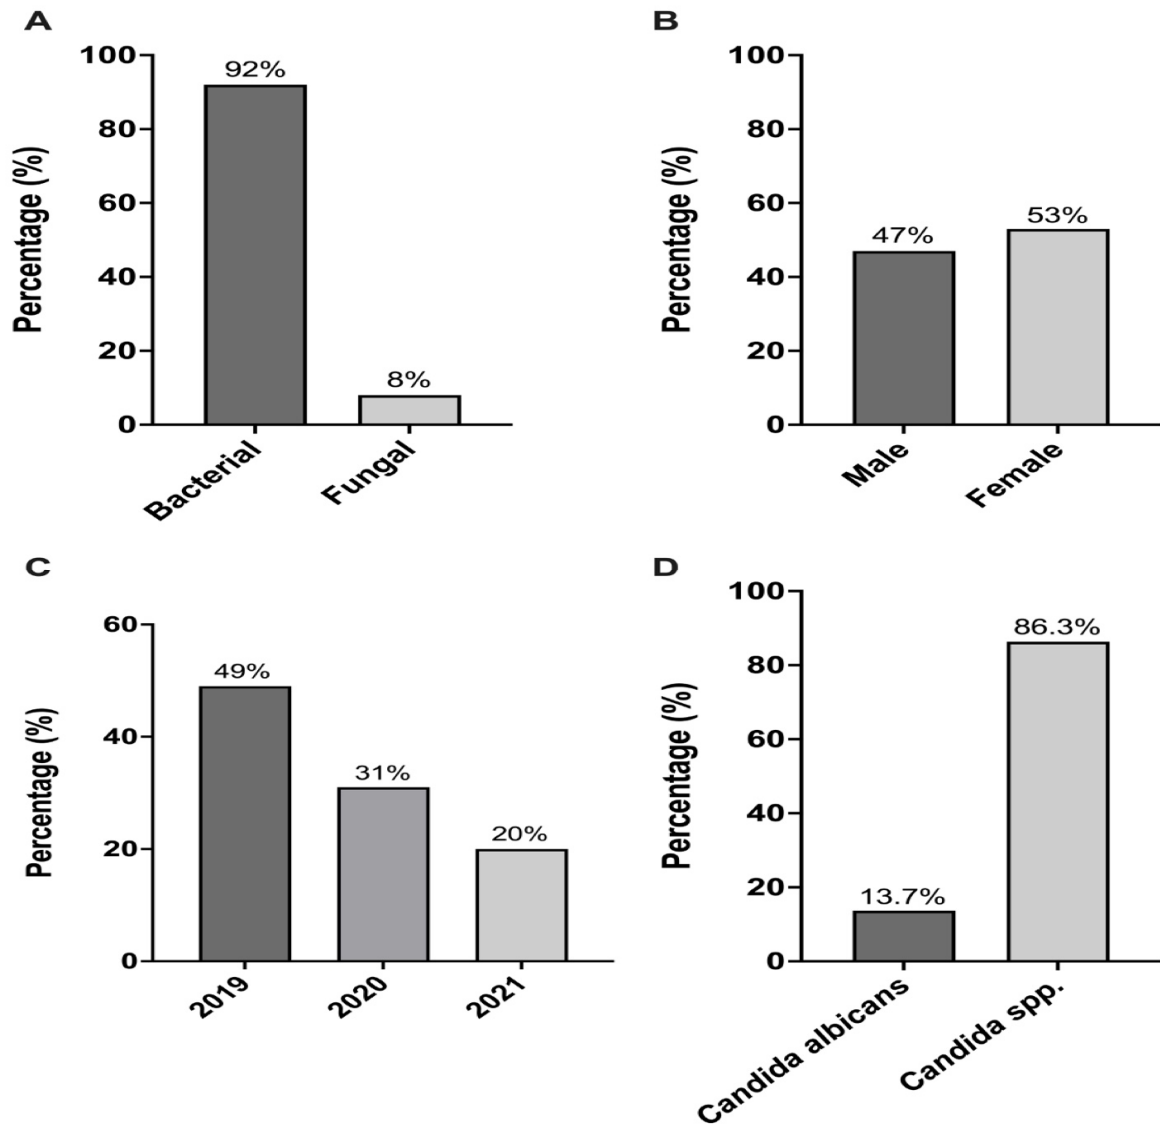 A
Percentage (%)
100
80
60
40
20
0
92%
8%
Bacterial
Fungal
B
Percentage (%)
100
80
60
40
20
0
47%
53%
Male
Female
C
Percentage (%)
60
40
20
0
49%
31%
20%
2019
2020
2021
D
Percentage (%)
100
80
60
40
20
0
13.7%
86.3%
Candida albicans
Candida spp.